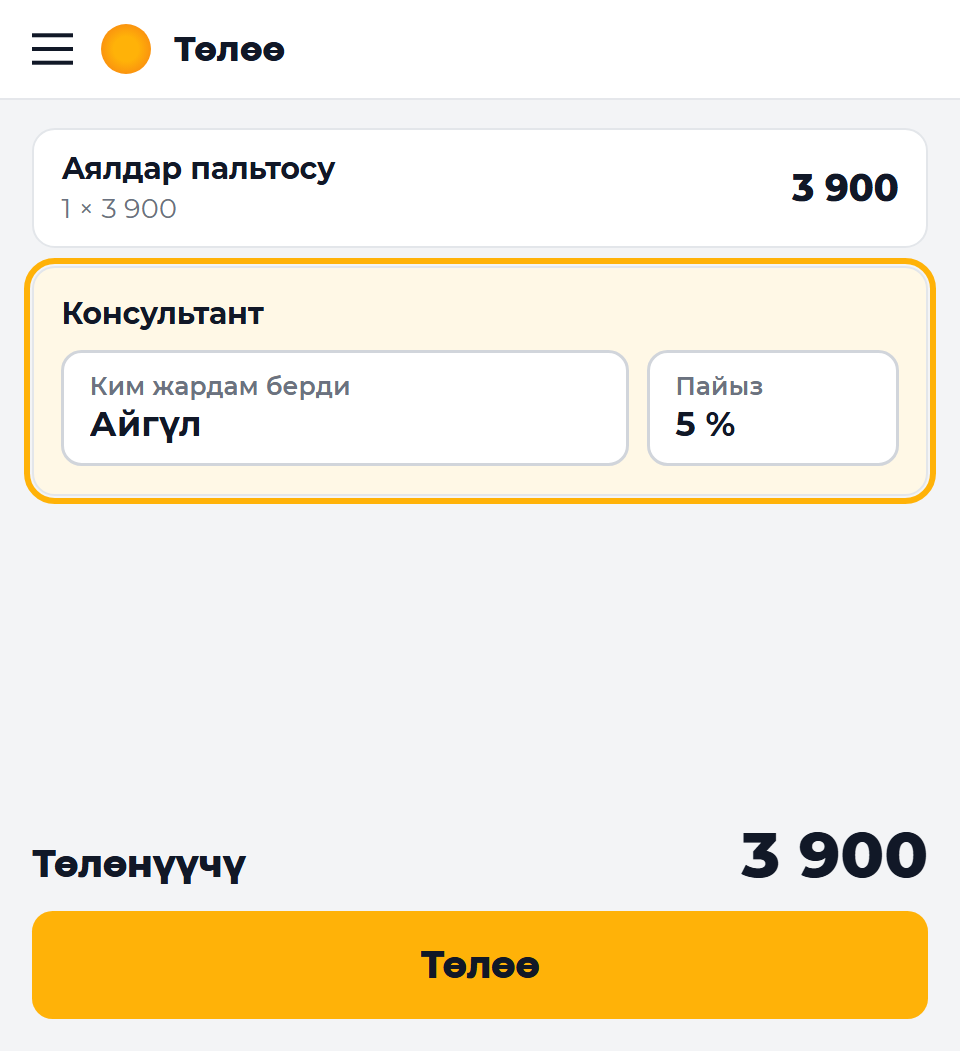 Төлөө
Аялдар пальтосу
1 × 3 900
3 900
Консультант
Ким жардам берди
Айгүл
Пайыз
5 %
Төлөнүүчү
3 900
Төлөө